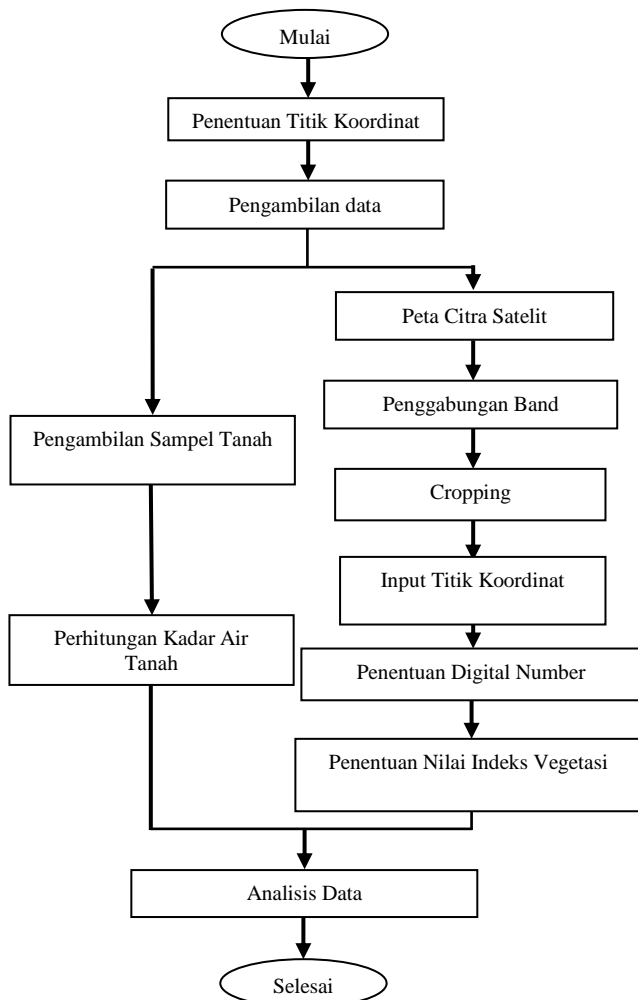 Mulai
Penentuan Titik Koordinat
Pengambilan data
Peta Citra Satelit
Penggabungan Band
Pengambilan Sampel Tanah
Cropping
Input Titik Koordinat
Perhitungan Kadar Air
Tanah
Penentuan Digital Number
Penentuan Nilai Indeks Vegetasi
Analisis Data
Selesai